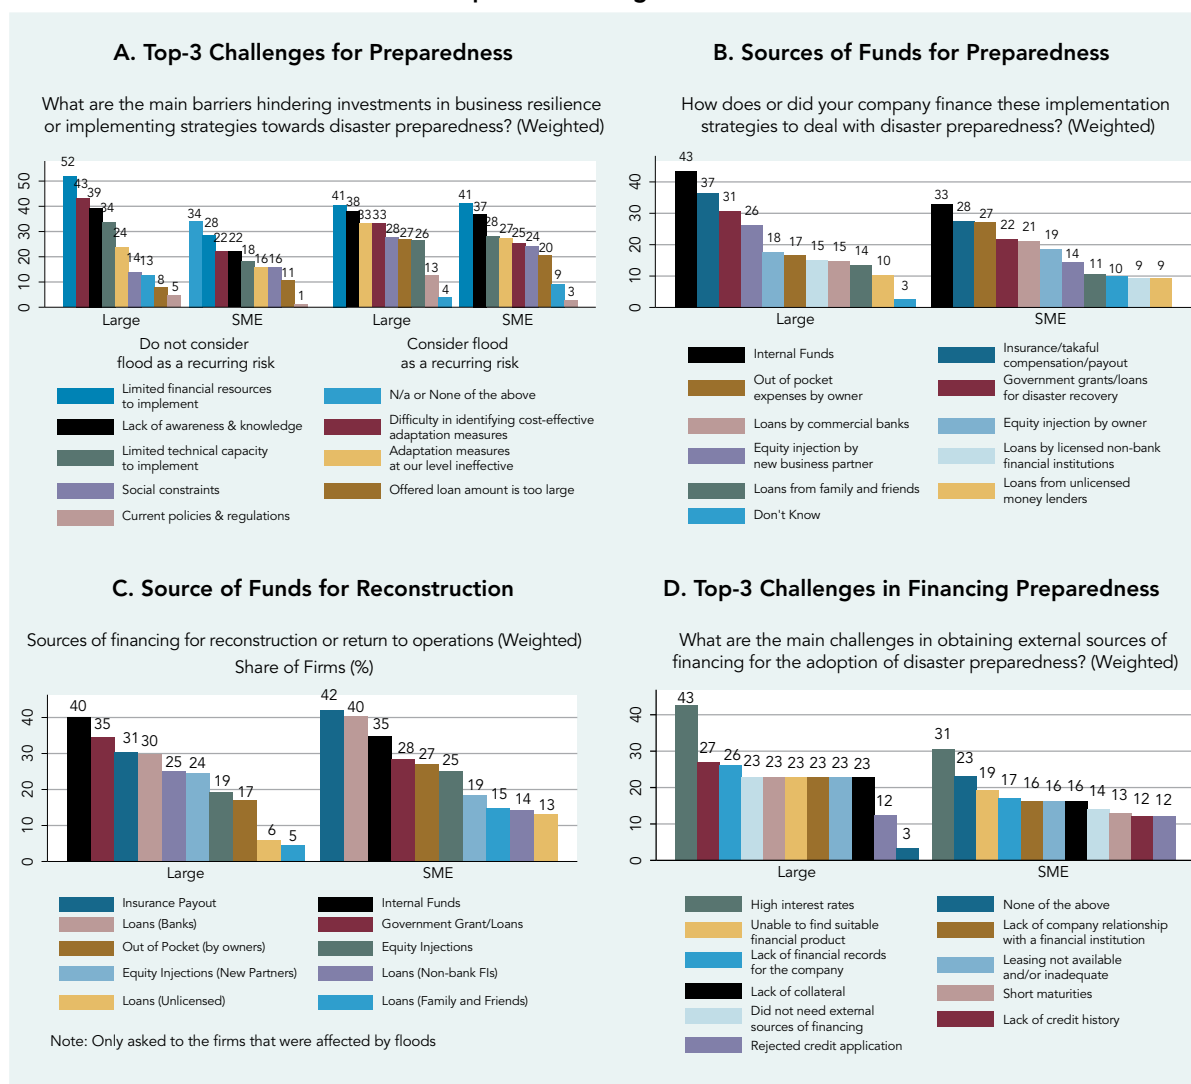 A. Top-3 Challenges for Preparedness
What are the main barriers hindering investments in business resilience
or implementing strategies towards disaster preparedness? (Weighted)
50
40
30
20
10
0
52
43
39
34
24
14
13
8
5
34
28
22
22
18
16
16
11
1
41
38
33
33
28
27
26
13
4
41
37
28
27
25
24
20
9
3
Large
SME
Large
SME
Do not consider
flood as a recurring risk
Consider flood
as a recurring risk
Limited financial resources
to implement
N/a or None of the above
Lack of awareness & knowledge
Difficulty in identifying cost-effective
adaptation measures
Limited technical capacity
to implement
Adaptation measures
at our level ineffective
Social constraints
Offered loan amount is too large
Current policies & regulations
B. Sources of Funds for Preparedness
How does or did your company finance these implementation
strategies to deal with disaster preparedness? (Weighted)
40
30
20
10
0
43
37
31
26
18
17
15
15
14
10
3
33
28
27
22
21
19
14
11
10
9
9
Large
SME
Internal Funds
Insurance/takaful
compensation/payout
Out of pocket
expenses by owner
Government grants/loans
for disaster recovery
Loans by commercial banks
Equity injection by owner
Equity injection by
new business partner
Loans by licensed non-bank
financial institutions
Loans from family and friends
Loans from unlicensed
money lenders
Don't Know
C. Source of Funds for Reconstruction
Sources of financing for reconstruction or return to operations (Weighted)
Share of Firms (%)
40
30
20
10
0
40
35
31
30
25
24
19
17
6
5
42
40
35
28
27
25
19
15
14
13
Large
SME
Insurance Payout
Internal Funds
Loans (Banks)
Government Grant/Loans
Out of Pocket (by owners)
Equity Injections
Equity Injections (New Partners)
Loans (Non-bank FIs)
Loans (Unlicensed)
Loans (Family and Friends)
Note: Only asked to the firms that were affected by floods
D. Top-3 Challenges in Financing Preparedness
What are the main challenges in obtaining external sources of
financing for the adoption of disaster preparedness? (Weighted)
40
30
20
10
0
43
27
26
23
23
23
23
23
23
12
3
31
23
19
17
16
16
16
14
13
12
12
Large
SME
High interest rates
None of the above
Unable to find suitable
financial product
Lack of company relationship
with a financial institution
Lack of financial records
for the company
Leasing not available
and/or inadequate
Lack of collateral
Short maturities
Did not need external
sources of financing
Lack of credit history
Rejected credit application